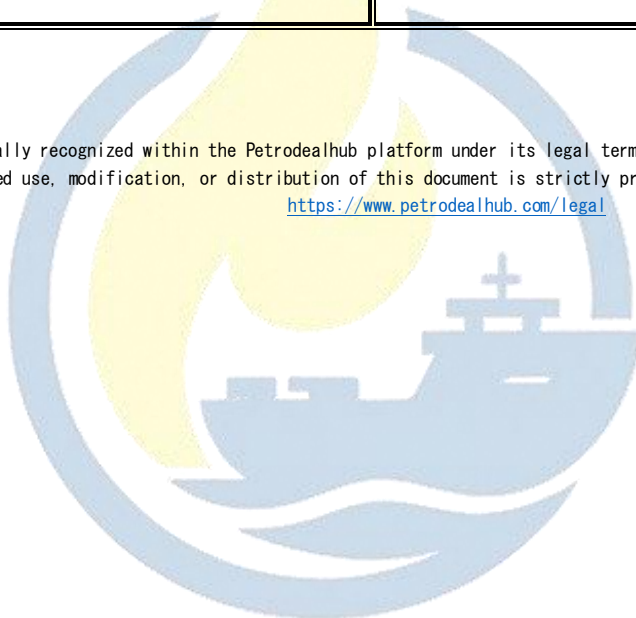 ally recognized within the Petrodealhub platform under its legal term
ed use, modification, or distribution of this document is strictly pr
https://www.petrodealhub.com/legal